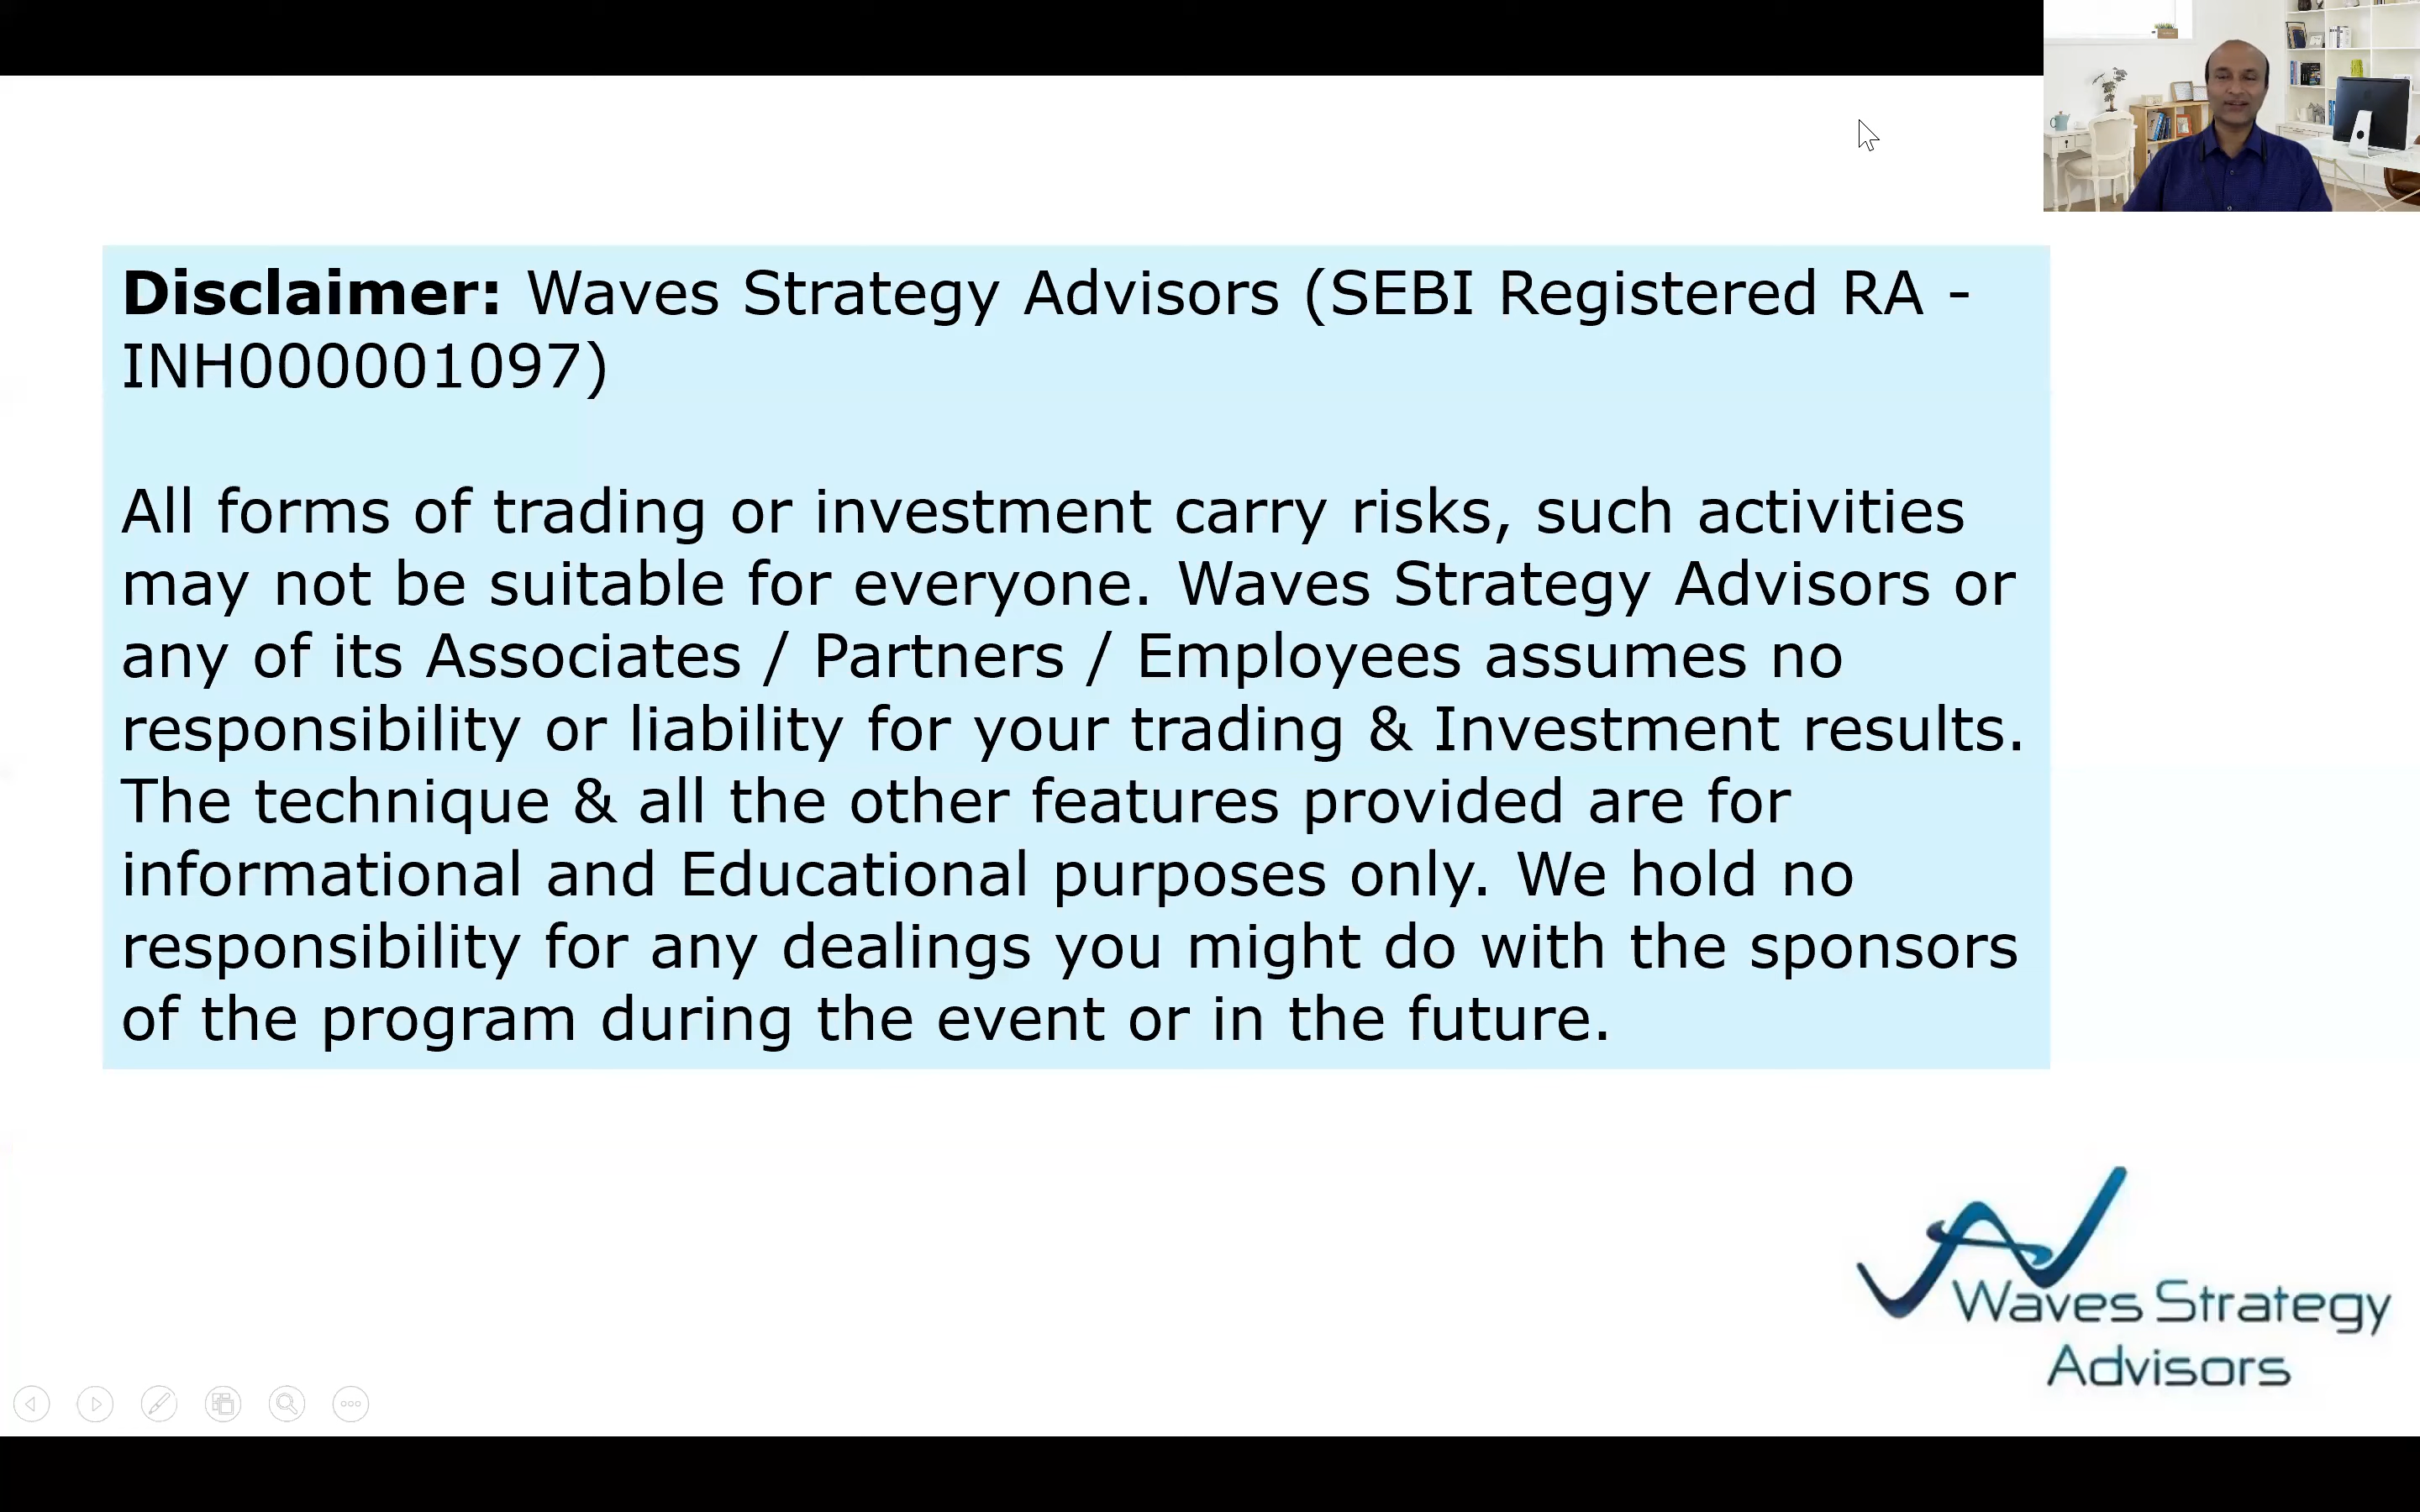 Disclaimer: Waves Strategy Advisors (SEBI Registered RA -
INH000001097)
All forms of trading or investment carry risks, such activities
may not be suitable for everyone. Waves Strategy Advisors or
any of its Associates / Partners / Employees assumes no
responsibility or liability for your trading & Investment results.
The technique & all the other features provided are for
informational and Educational purposes only. We hold no
responsibility for any dealings you might do with the sponsors
of the program during the event or in the future.
Waves Strategy
Advisors